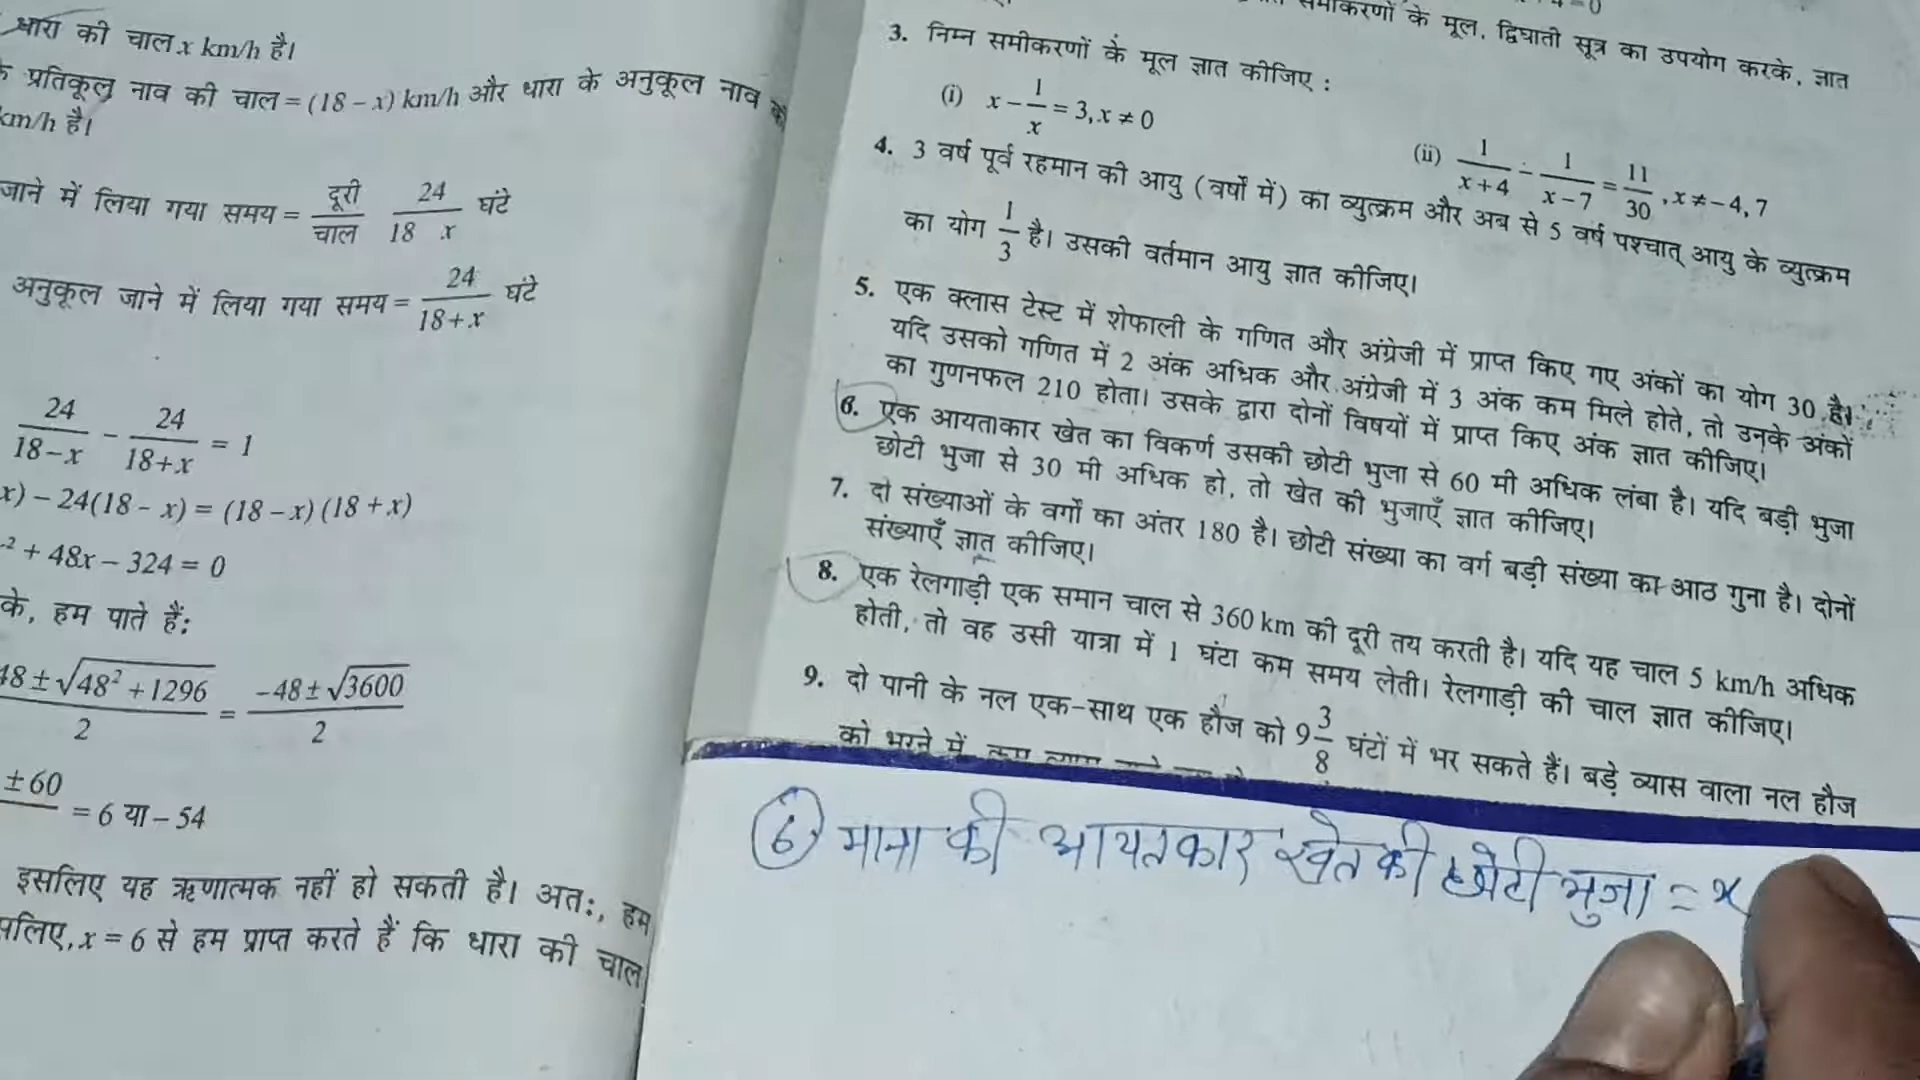 धारा की चाल x km/h है।
प्रतिकूल नाव की चाल = (18 – x) km/h और धारा के अनुकूल नाव
km/h है।
जाने में लिया गया समय = दूरी/चाल 24/18 x घंटे
अनुकूल जाने में लिया गया समय = 24/18+x घंटे
24/18–x – 24/18+x = 1
x) – 24(18 - x) = (18 – x) (18 + x)
2 + 48x – 324 = 0
के, हम पाते हैं:
48 ± √48² + 1296/2 = –48 ± √3600/2
± 60 = 6 या – 54
इसलिए यह ऋणात्मक नहीं हो सकती है। अतः, हम
x = 6 से हम प्राप्त करते हैं कि धारा की चाल
समीकरणों के मूल, द्विघाती सूत्र का उपयोग करके, ज्ञात
3. निम्न समीकरणों के मूल ज्ञात कीजिए :
(i) x – 1/x = 3, x ≠ 0
(ii) 1/x+4 - 1/x–7 = 11/30, x ≠ – 4, 7
4. 3 वर्ष पूर्व रहमान की आयु (वर्षों में) का व्युत्क्रम और अब से 5 वर्ष पश्चात् आयु के व्युत्क्रम
का योग 1/3 है। उसकी वर्तमान आयु ज्ञात कीजिए।
5. एक क्लास टेस्ट में शेफाली के गणित और अंग्रेजी में प्राप्त किए गए अंकों का योग 30 है।
यदि उसको गणित में 2 अंक अधिक और अंग्रेजी में 3 अंक कम मिले होते, तो उनके अंकों
का गुणनफल 210 होता। उसके द्वारा दोनों विषयों में प्राप्त किए अंक ज्ञात कीजिए।
6. एक आयताकार खेत का विकर्ण उसकी छोटी भुजा से 60 मी अधिक लंबा है। यदि बड़ी भुजा
छोटी भुजा से 30 मी अधिक हो, तो खेत की भुजाएँ ज्ञात कीजिए।
7. दो संख्याओं के वर्गों का अंतर 180 है। छोटी संख्या का वर्ग बड़ी संख्या का आठ गुना है। दोनों
संख्याएँ ज्ञात कीजिए।
8. एक रेलगाड़ी एक समान चाल से 360 km की दूरी तय करती है। यदि यह चाल 5 km/h अधिक
होती, तो वह उसी यात्रा में 1 घंटा कम समय लेती। रेलगाड़ी की चाल ज्ञात कीजिए।
9. दो पानी के नल एक-साथ एक हौज को 9 3/8 घंटों में भर सकते हैं। बड़े व्यास वाला नल हौज
को भरने में
6 माना की आयतकार खेत की छोटी भुजा = x